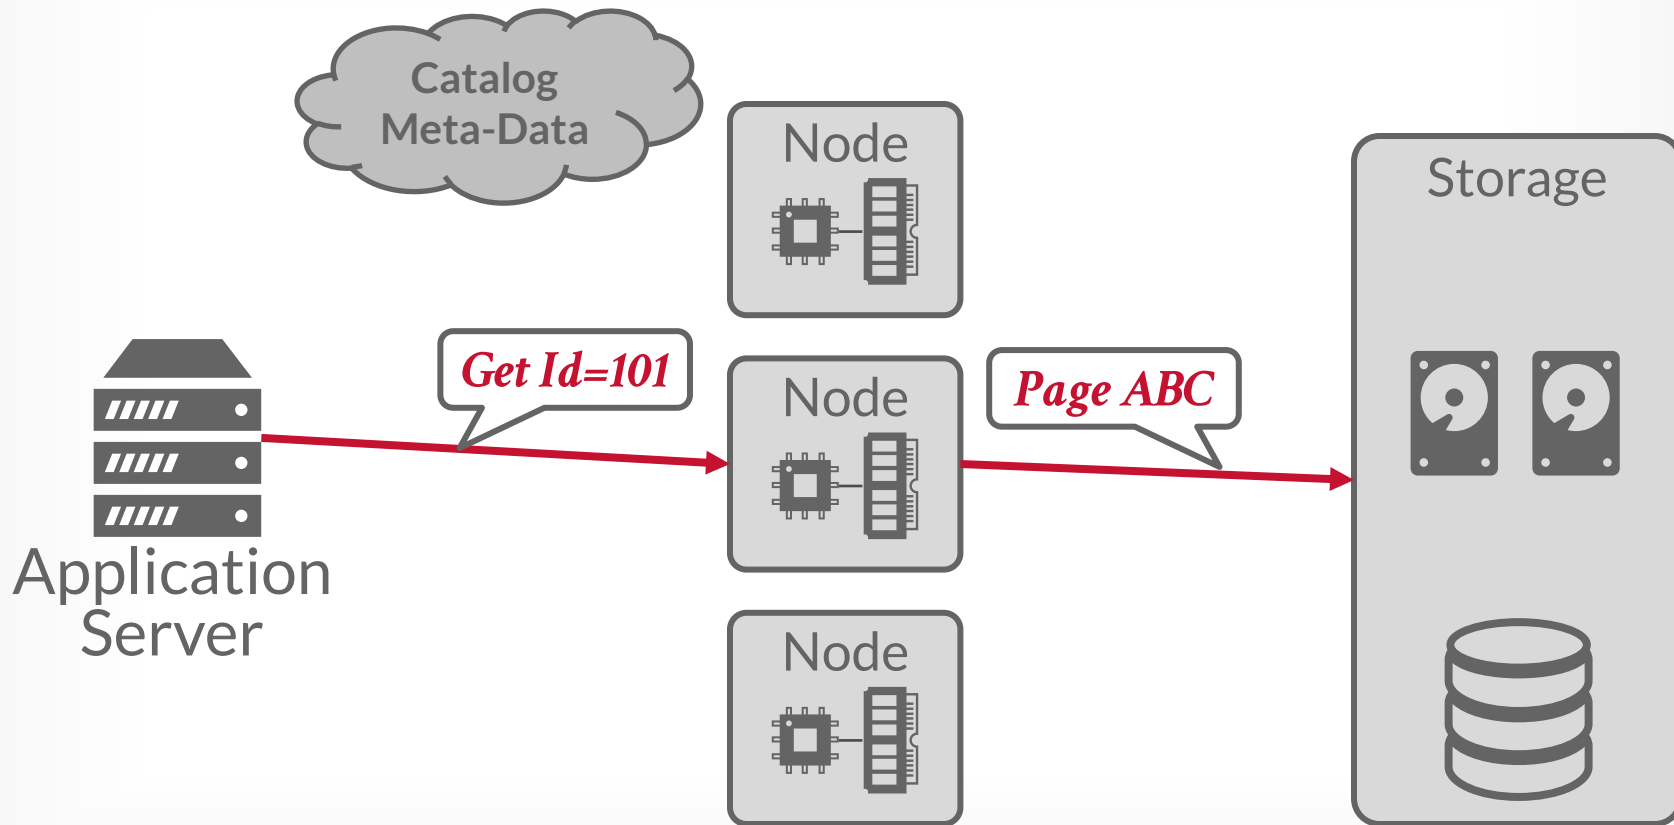 Catalog
Meta-Data
Node
Storage
Get Id=101
Node
Page ABC
Application
Server
Node